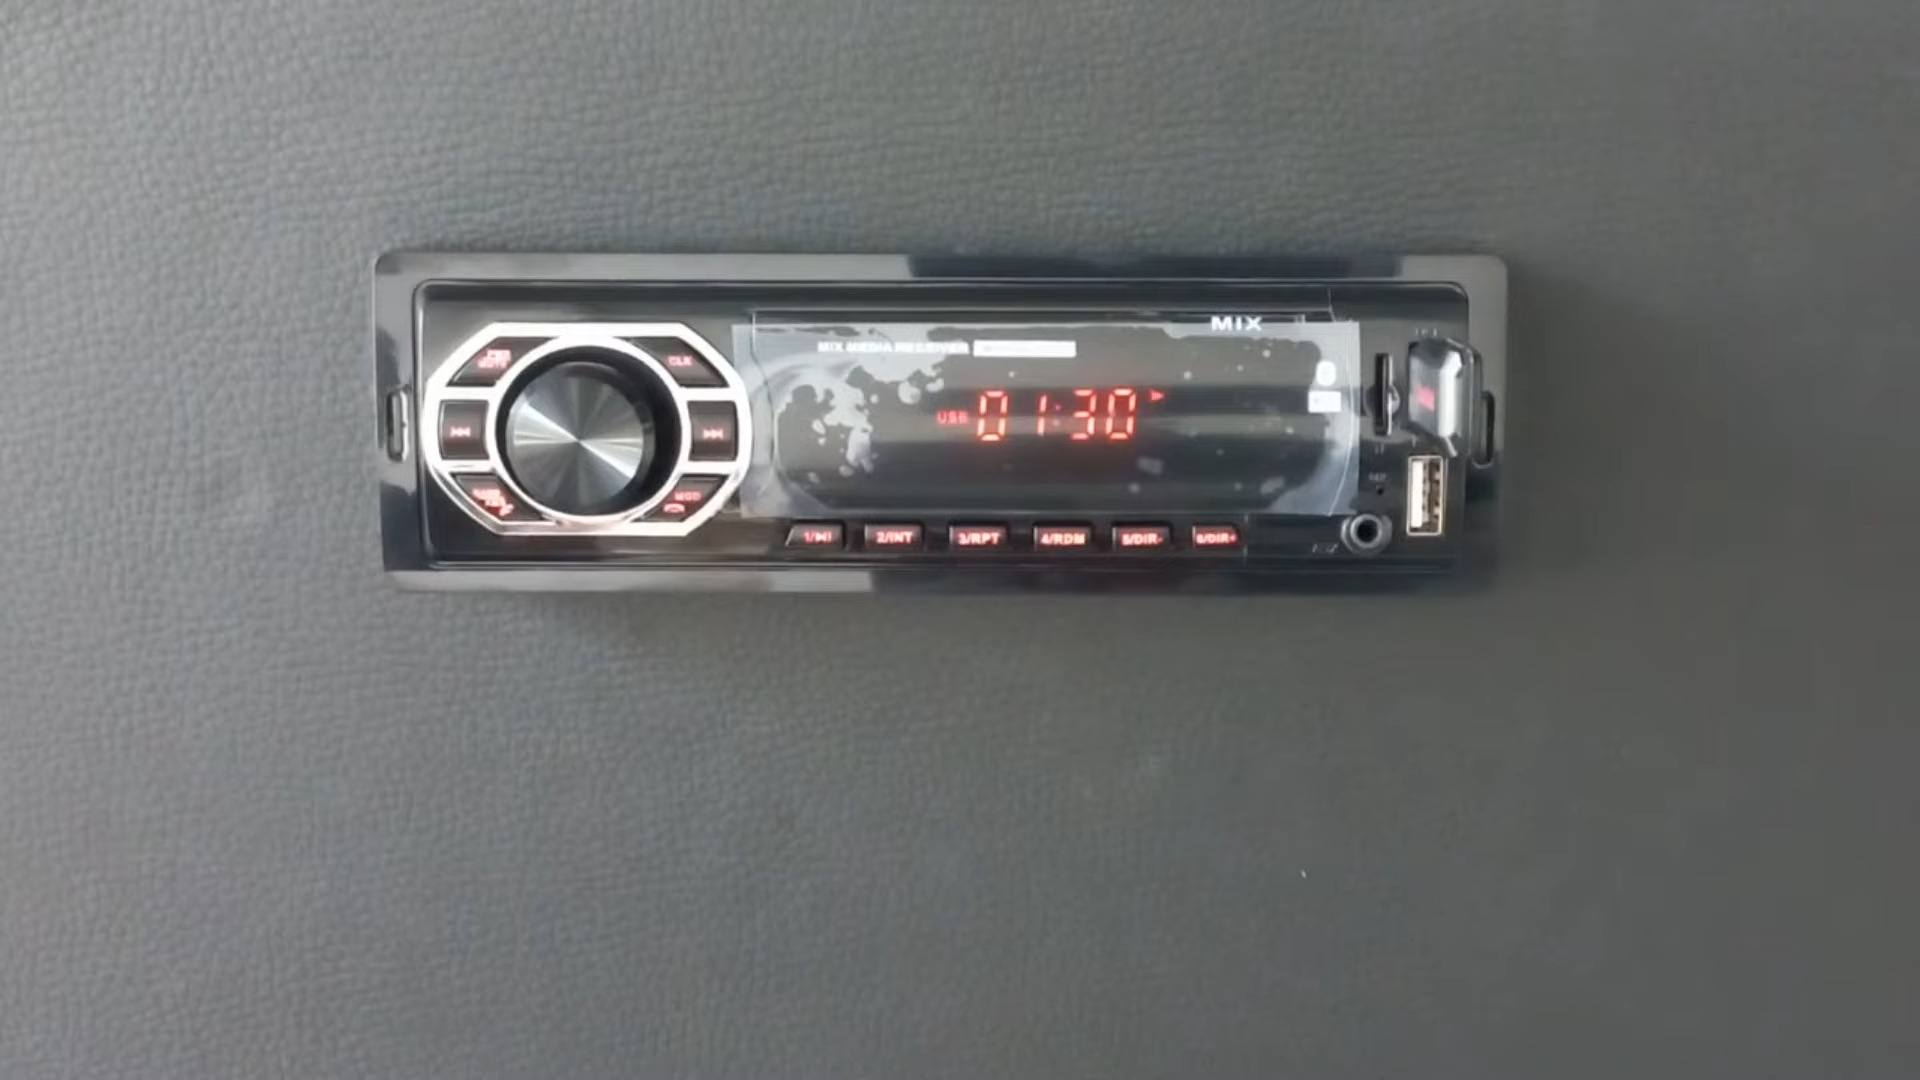 MIX
MIX MEDIA RECEIVER
USB 01:30
CLK
MOD
1/
2/INT
3/RPT
4/RDM
5/DIR-
6/DIR+